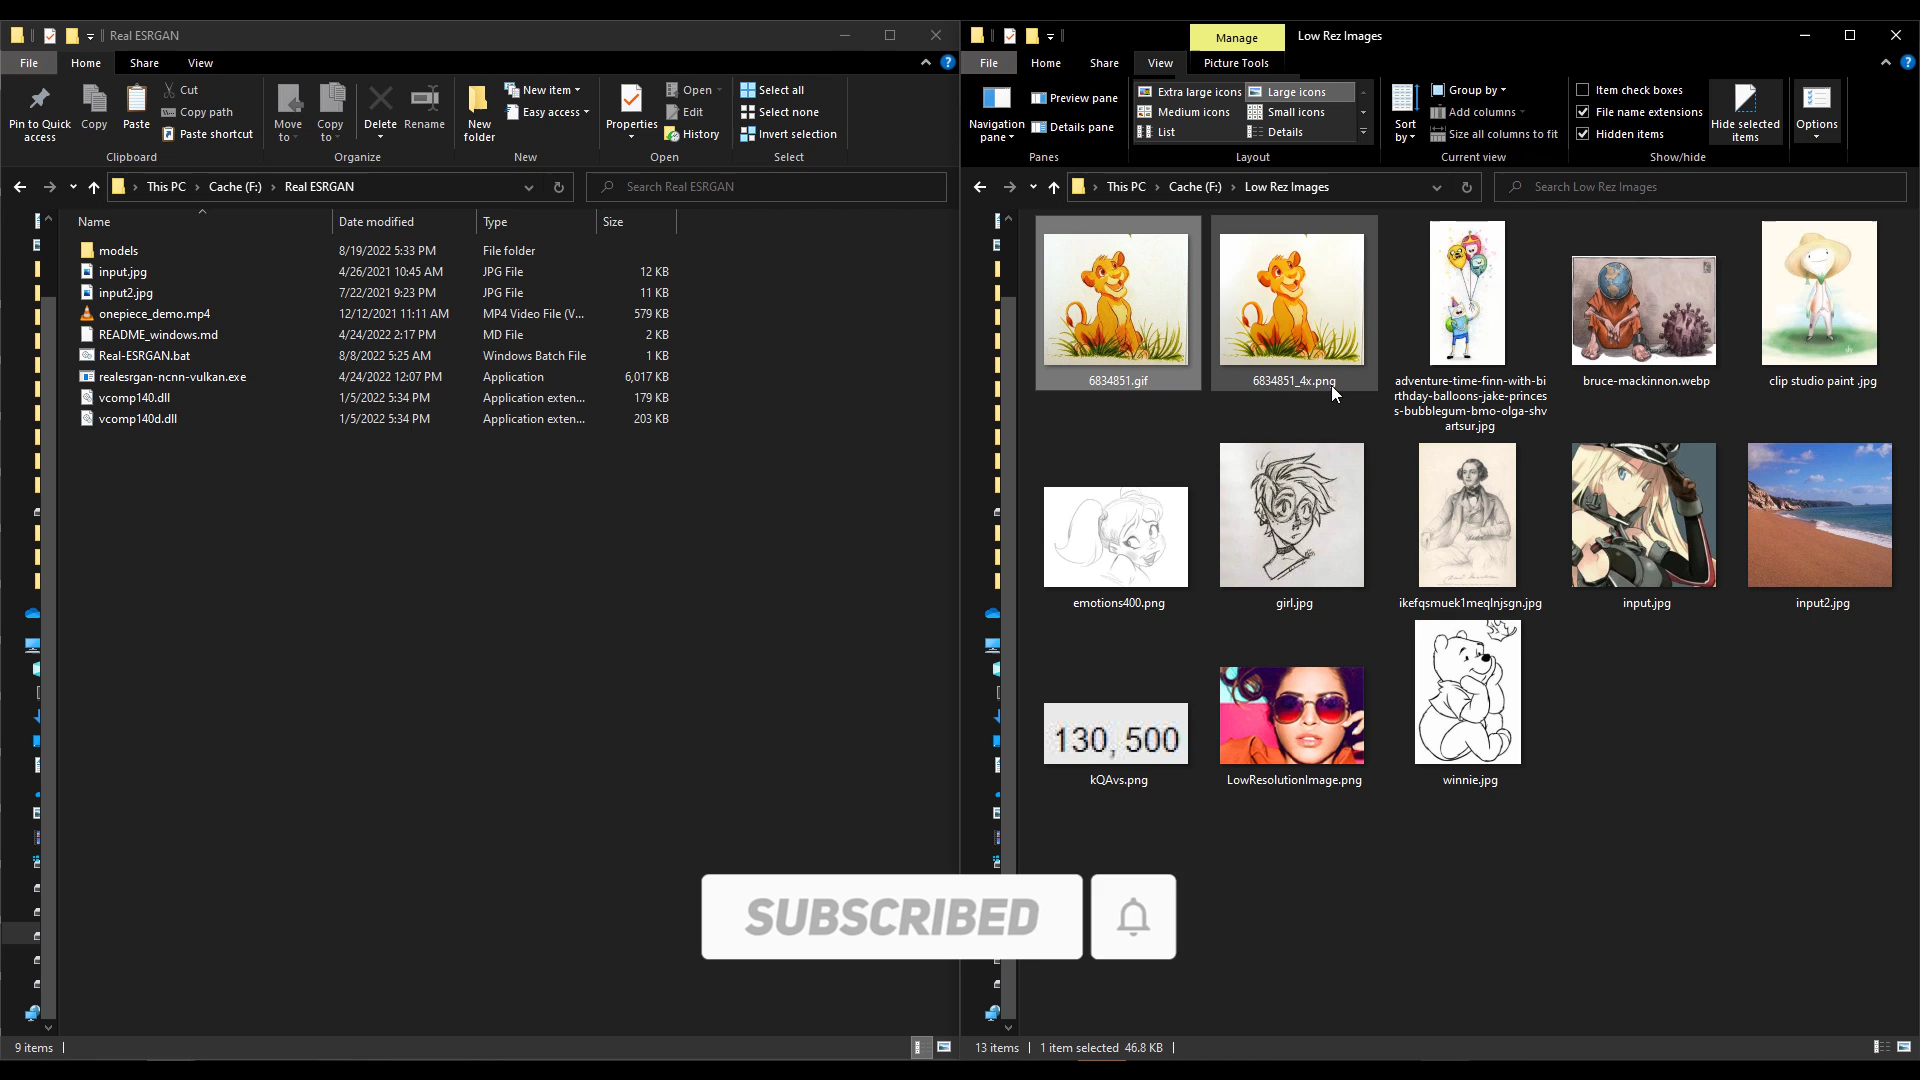 Real ESRGAN
File
Home
Share
View
Pin to Quick
access
Copy
Paste
Cut
Copy path
Paste shortcut
Clipboard
Move
to
Copy
to
Delete
Rename
Organize
New
folder
New item
Easy access
New
Properties
Open
Edit
History
Open
Select all
Select none
Invert selection
Select
This PC
Cache (F:)
Real ESRGAN
Search Real ESRGAN
Name Date modified Type Size
models 8/19/2022 5:33 PM File folder
input.jpg 4/26/2021 10:45 AM JPG File 12 KB
input2.jpg 7/22/2021 9:23 PM JPG File 11 KB
onepiece_demo.mp4 12/12/2021 11:11 AM MP4 Video File (V... 579 KB
README_windows.md 4/24/2022 2:17 PM MD File 2 KB
Real-ESRGAN.bat 8/8/2022 5:25 AM Windows Batch File 1 KB
realesrgan-ncnn-vulkan.exe 4/24/2022 12:07 PM Application 6,017 KB
vcomp140.dll 1/5/2022 5:34 PM Application exten... 179 KB
vcomp140d.dll 1/5/2022 5:34 PM Application exten... 203 KB
9 items
Manage
Low Rez Images
File
Home
Share
View
Picture Tools
Navigation
pane
Preview pane
Details pane
Panes
Extra large icons
Large icons
Medium icons
Small icons
List
Details
Layout
Sort
by
Group by
Add columns
Size all columns to fit
Current view
Item check boxes
File name extensions
Hidden items
Hide selected
items
Show/hide
Options
This PC
Cache (F:)
Low Rez Images
Search Low Rez Images
6834851.gif
6834851_4x.png
adventure-time-finn-with-bi
rthday-balloons-jake-princes
s-bubblegum-bmo-olga-shv
artsur.jpg
bruce-mackinnon.webp
clip studio paint .jpg
emotions400.png
girl.jpg
ikefqsmuek1meqlnjsgn.jpg
input.jpg
input2.jpg
130, 500
kQAvs.png
LowResolutionImage.png
winnie.jpg
SUBSCRIBED
13 items
1 item selected 46.8 KB